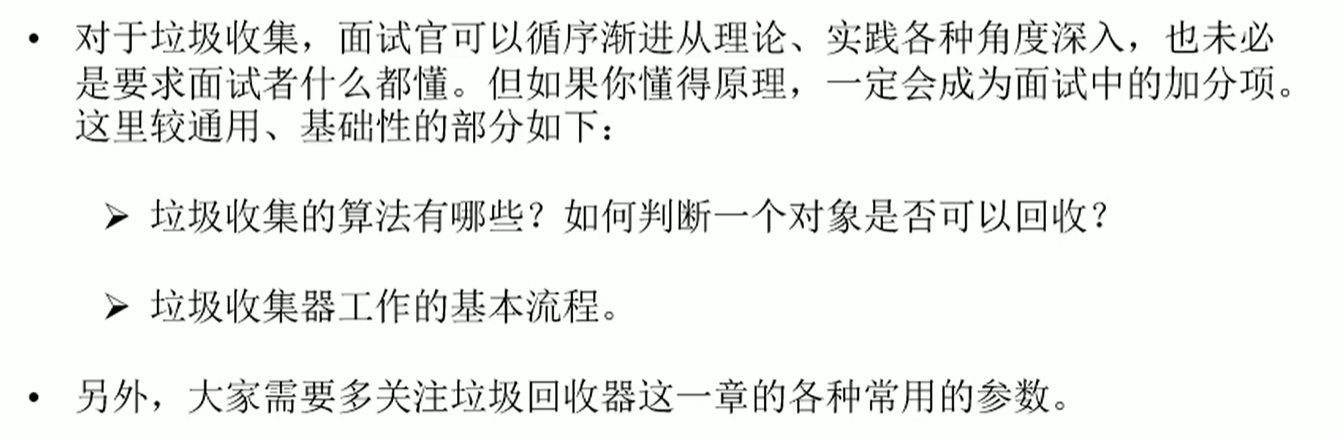 • 对于垃圾收集，面试官可以循序渐进从理论、实践各种角度深入，也未必
是要求面试者什么都懂。但如果你懂得原理，一定会成为面试中的加分项。
这里较通用、基础性的部分如下：
➢ 垃圾收集的算法有哪些？如何判断一个对象是否可以回收？
➢ 垃圾收集器工作的基本流程。
• 另外，大家需要多关注垃圾回收器这一章的各种常用的参数。